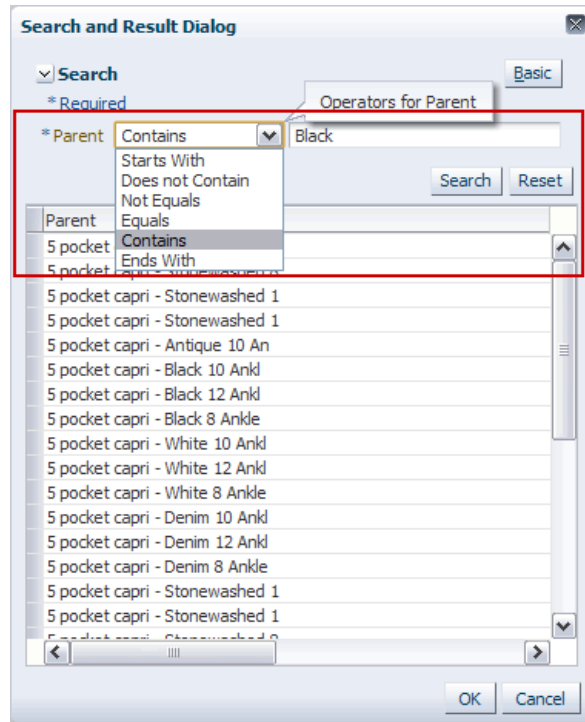 Search and Result Dialog
Search
Basic
* Required
Operators for Parent
* Parent Contains Black
Starts With
Does not Contain
Not Equals
Equals
Contains
Ends With
Search Reset
Parent
5 pocket
5 pocket capri - Stonewashed 1
5 pocket capri - Stonewashed 1
5 pocket capri - Antique 10 An
5 pocket capri - Black 10 Ankl
5 pocket capri - Black 12 Ankl
5 pocket capri - Black 8 Ankle
5 pocket capri - White 10 Ankl
5 pocket capri - White 12 Ankl
5 pocket capri - White 8 Ankle
5 pocket capri - Denim 10 Ankl
5 pocket capri - Denim 12 Ankl
5 pocket capri - Denim 8 Ankle
5 pocket capri - Stonewashed 1
5 pocket capri - Stonewashed 1
OK Cancel